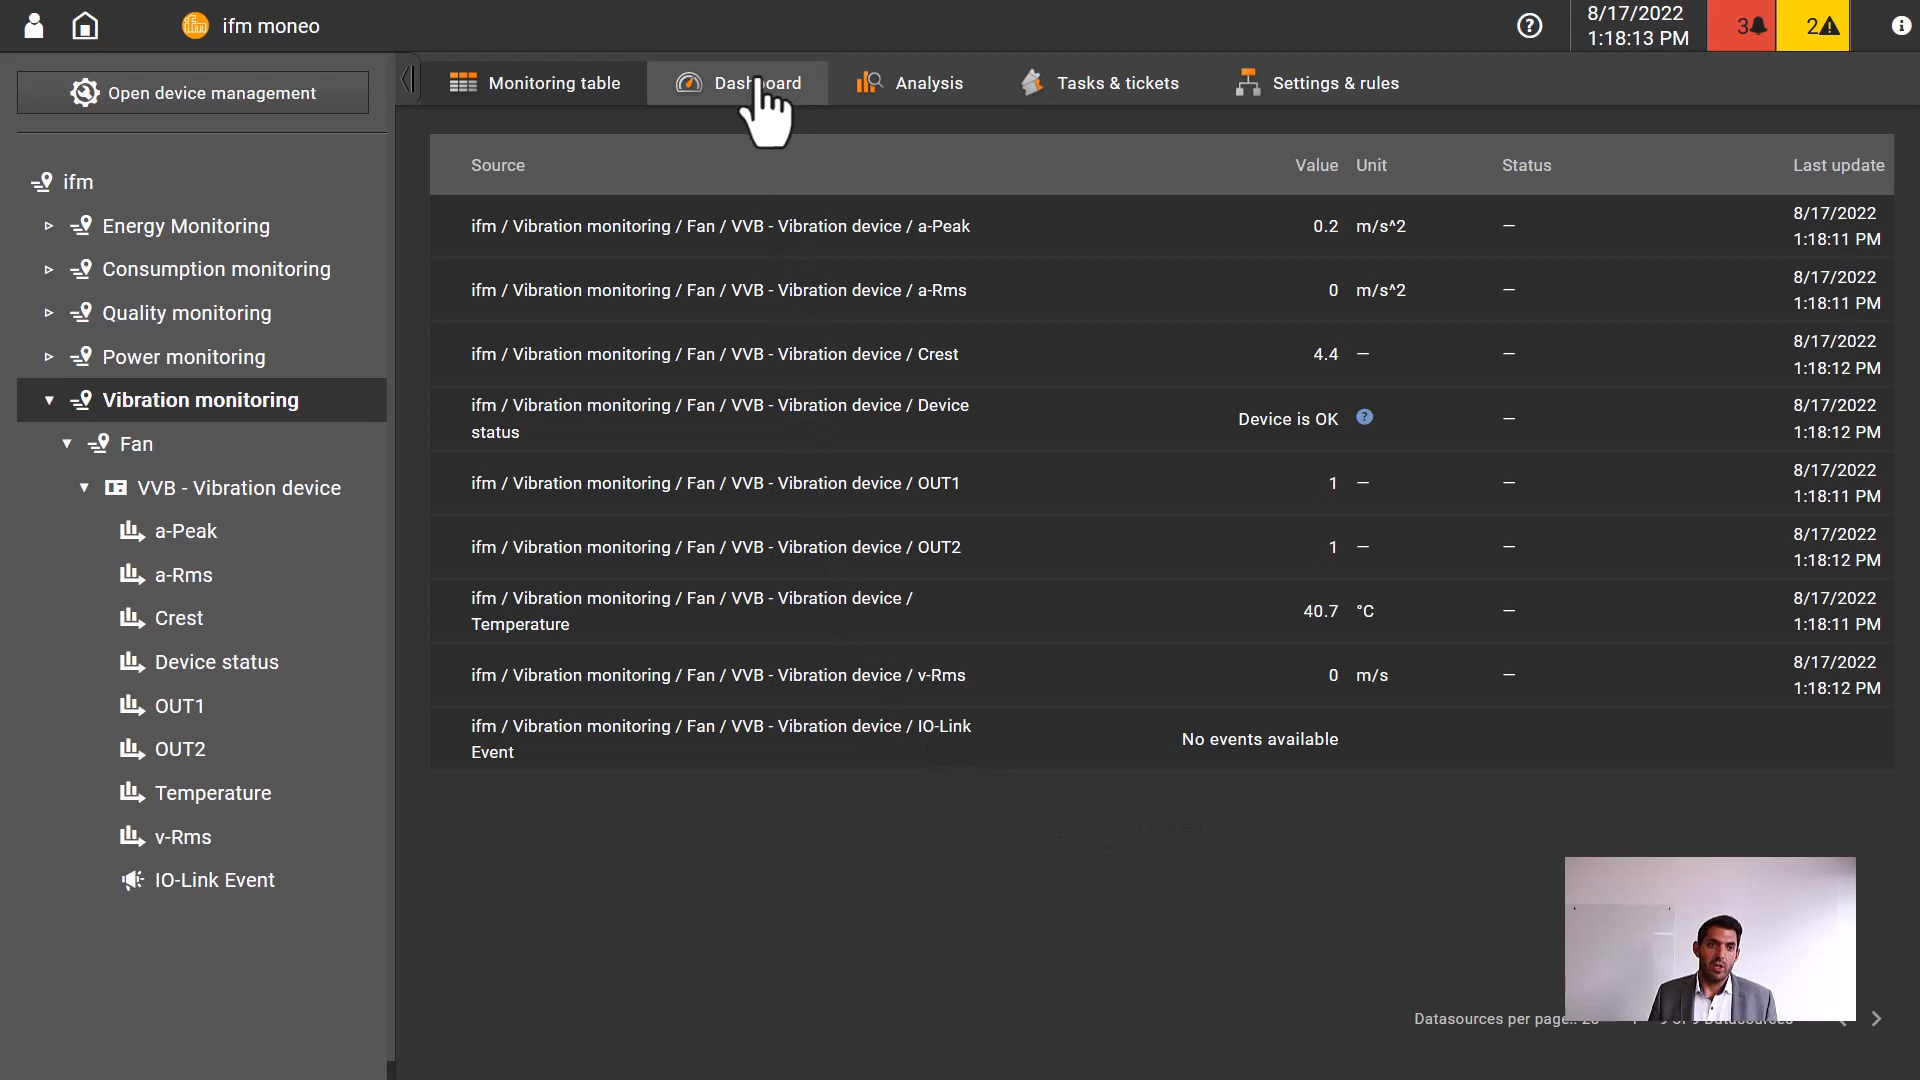 ifm moneo
8/17/2022
1:18:13 PM
3
2
Open device management
Monitoring table
Dashboard
Analysis
Tasks & tickets
Settings & rules
ifm
Energy Monitoring
Consumption monitoring
Quality monitoring
Power monitoring
Vibration monitoring
Fan
VVB - Vibration device
a-Peak
a-Rms
Crest
Device status
OUT1
OUT2
Temperature
v-Rms
IO-Link Event
Source Value Unit Status Last update
ifm / Vibration monitoring / Fan / VVB - Vibration device / a-Peak 0.2 m/s^2 — 8/17/2022
1:18:11 PM
ifm / Vibration monitoring / Fan / VVB - Vibration device / a-Rms 0 m/s^2 — 8/17/2022
1:18:11 PM
ifm / Vibration monitoring / Fan / VVB - Vibration device / Crest 4.4 — — 8/17/2022
1:18:12 PM
ifm / Vibration monitoring / Fan / VVB - Vibration device / Device
status Device is OK ? — 8/17/2022
1:18:12 PM
ifm / Vibration monitoring / Fan / VVB - Vibration device / OUT1 1 — — 8/17/2022
1:18:11 PM
ifm / Vibration monitoring / Fan / VVB - Vibration device / OUT2 1 — — 8/17/2022
1:18:12 PM
ifm / Vibration monitoring / Fan / VVB - Vibration device /
Temperature 40.7 °C — 8/17/2022
1:18:11 PM
ifm / Vibration monitoring / Fan / VVB - Vibration device / v-Rms 0 m/s — 8/17/2022
1:18:12 PM
ifm / Vibration monitoring / Fan / VVB - Vibration device / IO-Link
Event No events available
Datasources per page: